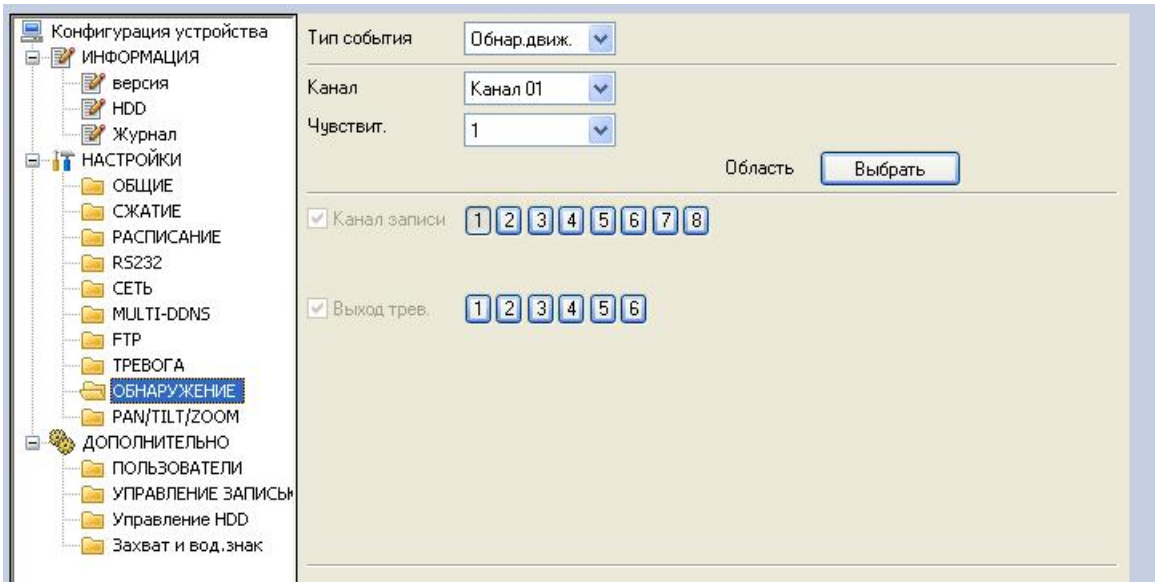 Конфигурация устройства
ИНФОРМАЦИЯ
версия
HDD
Журнал
НАСТРОЙКИ
ОБЩИЕ
СЖАТИЕ
РАСПИСАНИЕ
RS232
СЕТЬ
MULTI-DDNS
FTP
ТРЕВОГА
ОБНАРУЖЕНИЕ
PAN/TILT/ZOOM
ДОПОЛНИТЕЛЬНО
ПОЛЬЗОВАТЕЛИ
УПРАВЛЕНИЕ
Управление HDD
Захват и вод.знак
Тип события Обнар.движ.
Канал Канал 01
Чувствит. 1
Область Выбрать
Канал записи 1 2 3 4 5 6 7 8
Выход трев. 1 2 3 4 5 6